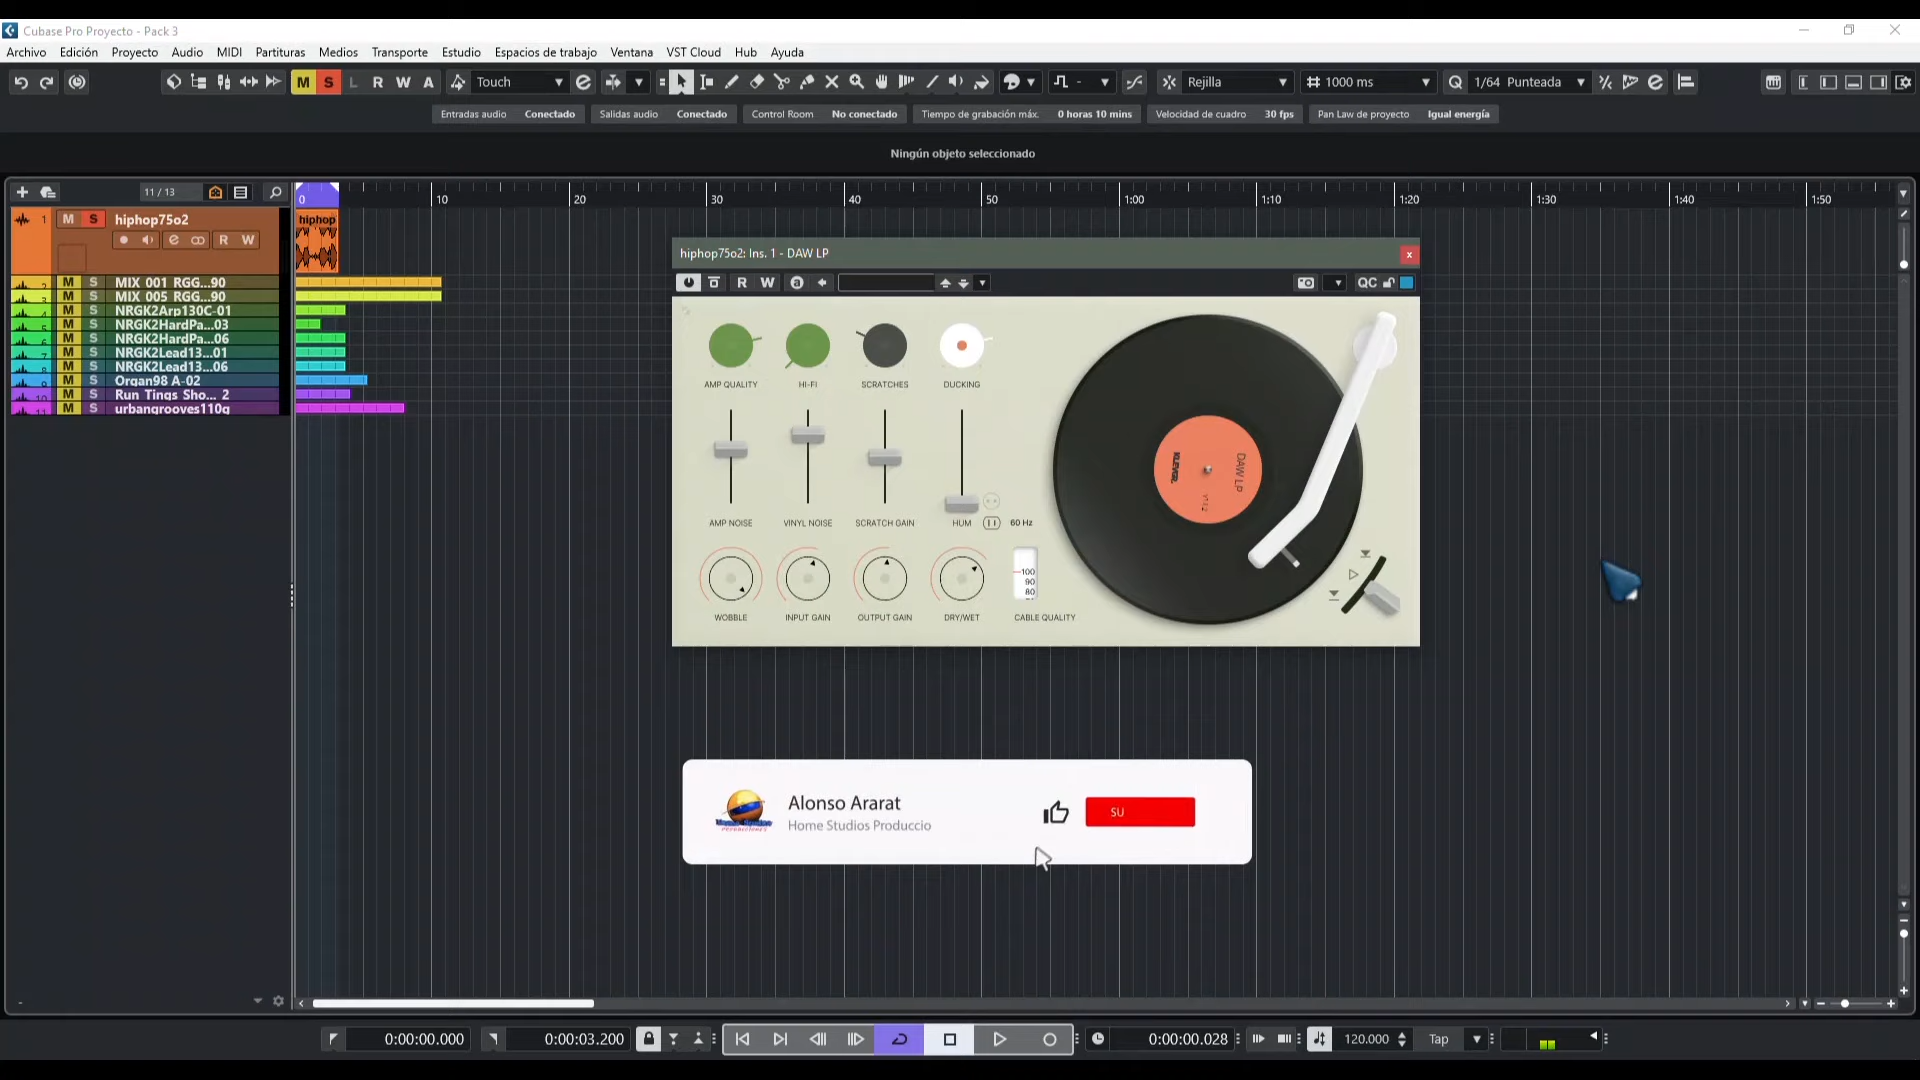 Cubase Pro Proyecto - Pack 3
Archivo Edición Proyecto Audio MIDI Partituras Medios Transporte Estudio Espacios de trabajo Ventana VST Cloud Hub Ayuda
M S L R W A Touch Rejilla 1000 ms Q 1/64 Punteada
Entradas audio Conectado Salidas audio Conectado Control Room No conectado Tiempo de grabación máx. 0 horas 10 mins Velocidad de cuadro 30 fps Pan Law de proyecto Igual energía
Ningún objeto seleccionado
11 / 13
0 10 20 30 40 50 1:00 1:10 1:20 1:30 1:40 1:50
1 M S hiphop75o2
R W
hiphop
M S MIX 001 RGG...90
M S MIX 005 RGG...90
M S NRGK2Arp130C-01
M S NRGK2HardPa...03
M S NRGK2HardPa...06
M S NRGK2Lead13...01
M S NRGK2Lead13...06
M S Organ98 A-02
M S Run Tings Sho... 2
M S urbangrooves110g
hiphop75o2: Ins. 1 - DAW LP
x
R W QC
AMP QUALITY HI-FI SCRATCHES DUCKING
AMP NOISE VINYL NOISE SCRATCH GAIN HUM 60 Hz
100
90
80
WOBBLE INPUT GAIN OUTPUT GAIN DRY/WET CABLE QUALITY
KLEVGR.
DAW LP
Alonso Ararat
Home Studios Produccio
SU
0:00:00.000 0:00:03.200 0:00:00.028 120.000 Tap